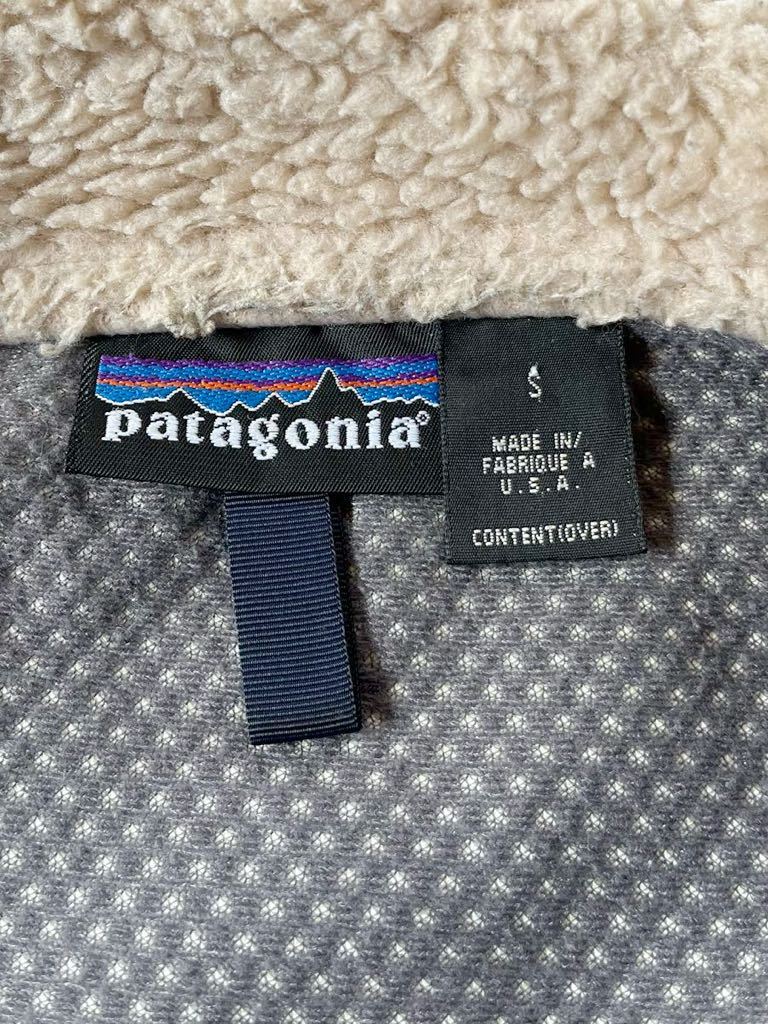 patagonia®
S
MADE IN/
FABRIQUE A
U.S.A.
CONTENT(OVER)